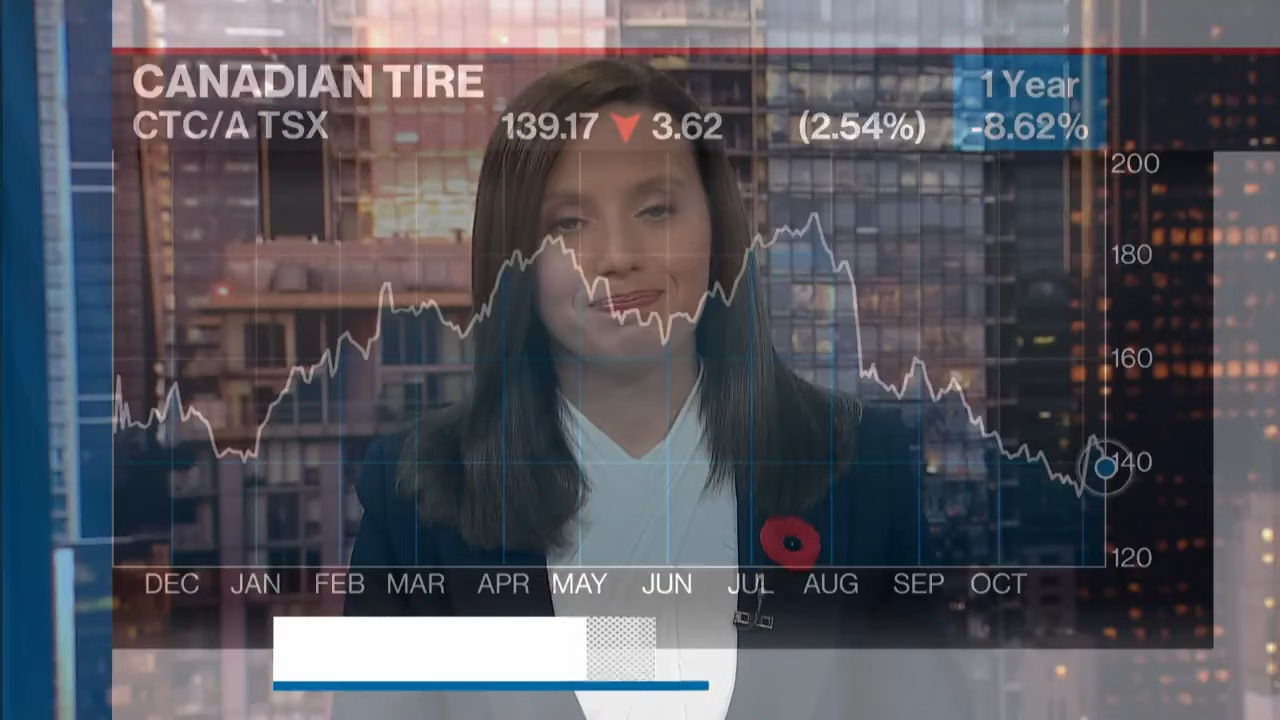 CANADIAN TIRE
1 Year
CTC/A TSX 139.17 3.62 (2.54%) -8.62%
200
180
160
140
120
DEC JAN FEB MAR APR MAY JUN JUL AUG SEP OCT